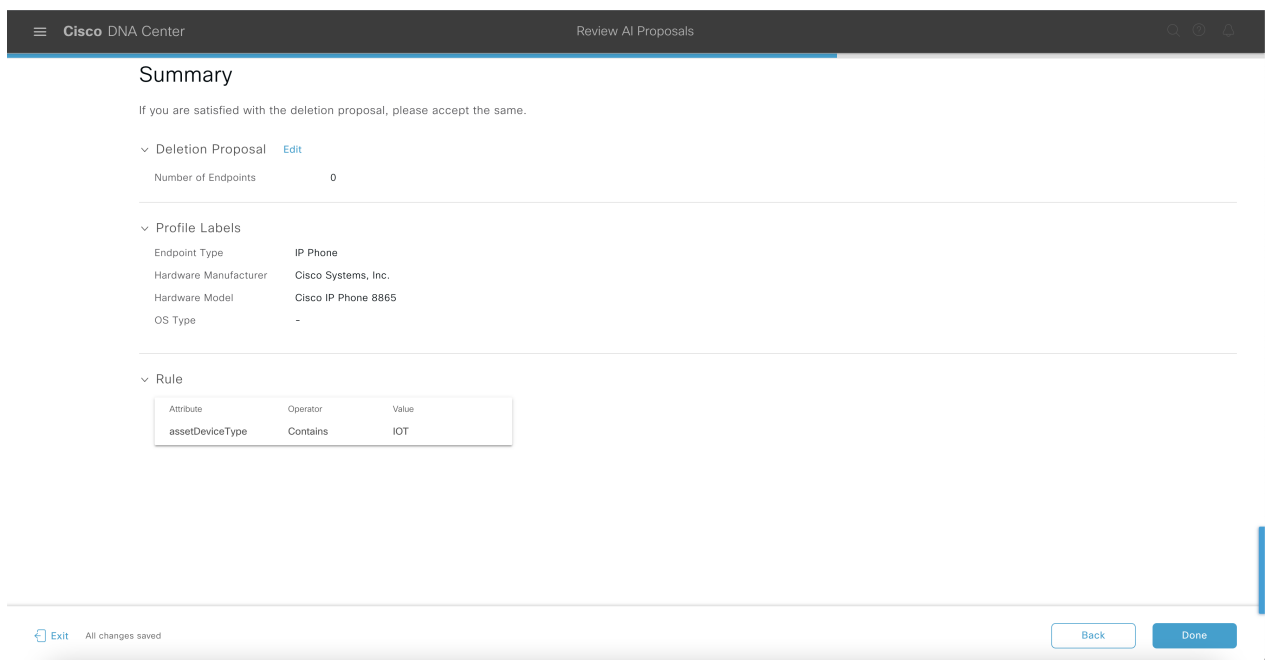 Cisco DNA Center
Review AI Proposals
Summary
If you are satisfied with the deletion proposal, please accept the same.
Deletion Proposal Edit
Number of Endpoints 0
Profile Labels
Endpoint Type IP Phone
Hardware Manufacturer Cisco Systems, Inc.
Hardware Model Cisco IP Phone 8865
OS Type -
Rule
Attribute Operator Value
assetDeviceType Contains IOT
Exit All changes saved Back Done